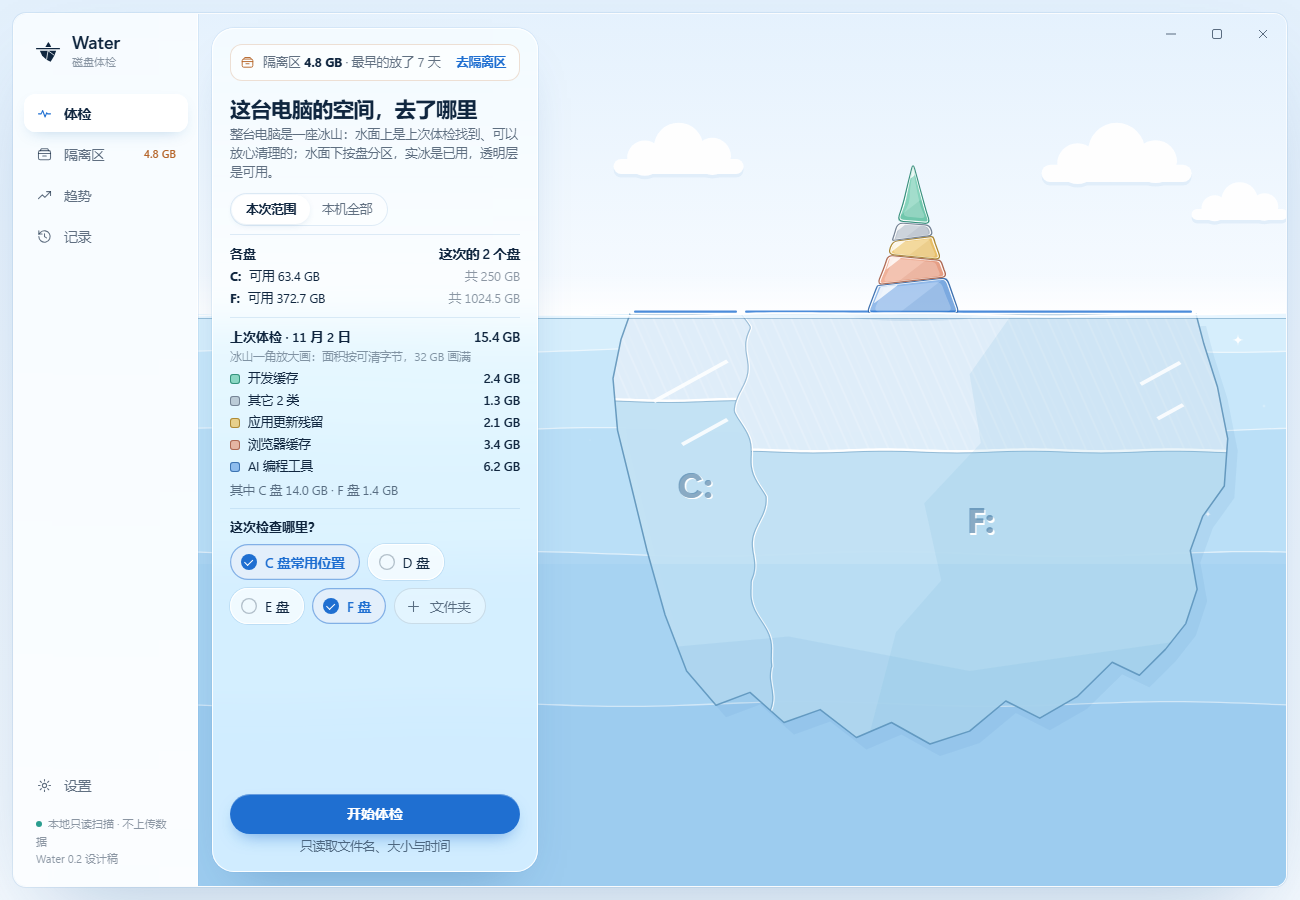 Water
磁盘体检
体检
隔离区 4.8 GB
趋势
记录
设置
本地只读扫描 · 不上传数
据
Water 0.2 设计稿
隔离区 4.8 GB · 最早的放了 7 天 去隔离区
这台电脑的空间，去了哪里
整台电脑是一座冰山：水面上是上次体检找到、可以
放心清理的；水面下按盘分区，实冰是已用，透明层
是可用。
本次范围 本机全部
各盘 这次的 2 个盘
C: 可用 63.4 GB 共 250 GB
F: 可用 372.7 GB 共 1024.5 GB
上次体检 · 11 月 2 日 15.4 GB
冰山一角放大画：面积按可清字节，32 GB 画满
开发缓存 2.4 GB
其它 2 类 1.3 GB
应用更新残留 2.1 GB
浏览器缓存 3.4 GB
AI 编程工具 6.2 GB
其中 C 盘 14.0 GB · F 盘 1.4 GB
这次检查哪里?
C 盘常用位置 D 盘
E 盘 F 盘 文件夹
开始体检
只读取文件名、大小与时间
C:
F: